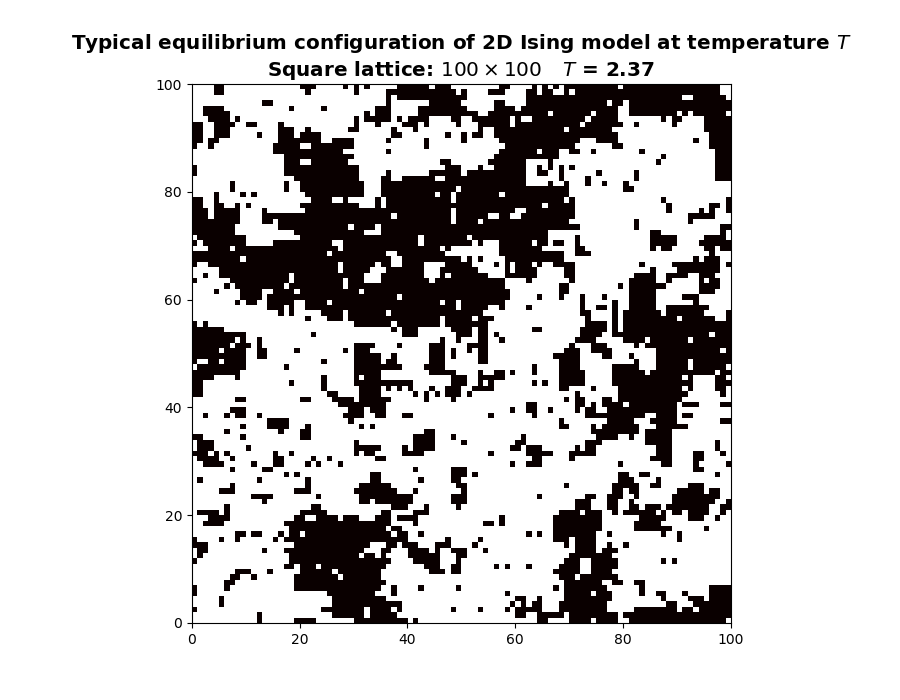 Typical equilibrium configuration of 2D Ising model at temperature T
Square lattice: 100 × 100 T = 2.37
100
80
60
40
20
0
0 20 40 60 80 100